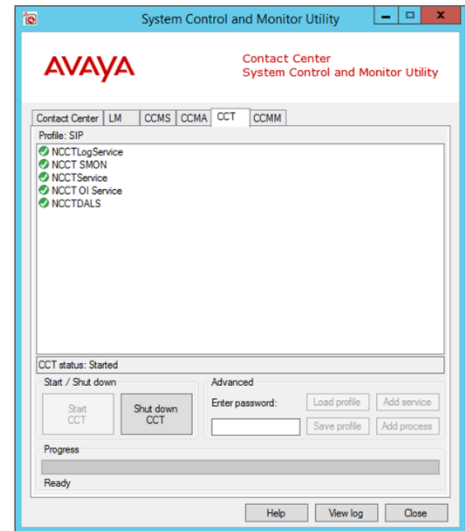 System Control and Monitor Utility
AVAYA
Contact Center
System Control and Monitor Utility
Contact Center LM CCMS CCMA CCT CCMM
Profile: SIP
NCCTLogService
NCCT SMON
NCCTService
NCCT OI Service
NCCTDALS
CCT status: Started
Start / Shut down
Start
CCT
Shut down
CCT
Advanced
Enter password:
Load profile Add service
Save profile Add process
Progress
Ready
Help View log Close